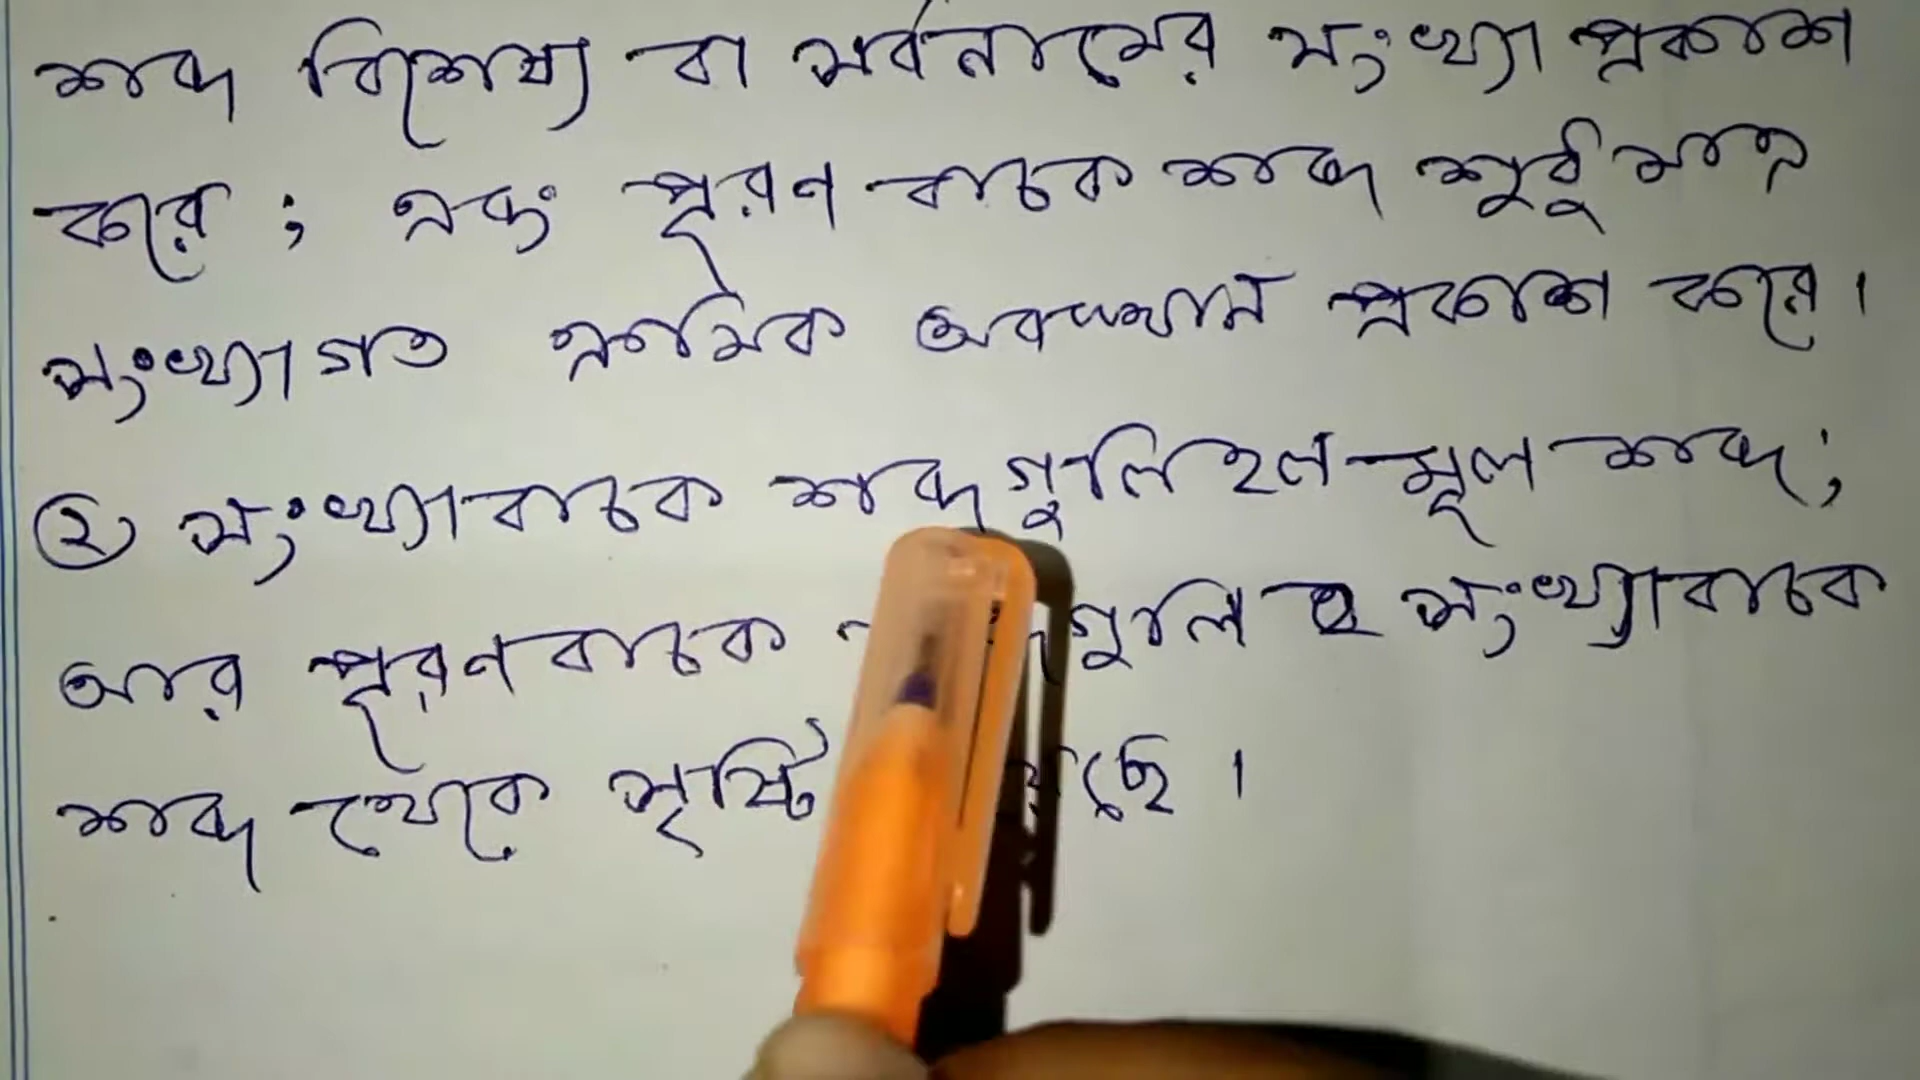 শব্দ বিশেষ্য বা সর্বনামের সংখ্যা প্রকাশ
করে ; এবং পূরণ বাচক শব্দ শুধু মাত্র
সংখ্যাগত ক্রমিক অবস্থান প্রকাশ করে।
২) সংখ্যাবাচক শব্দগুলি হল মূল শব্দ ;
আর পূরণবাচক গুলি সংখ্যাবাচক
শব্দ থেকে সৃষ্টি ।